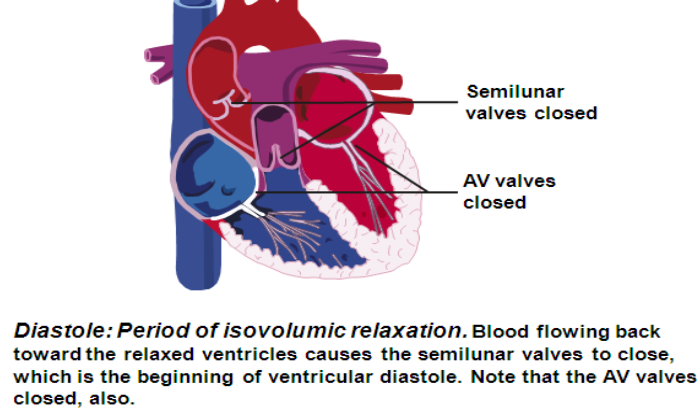 Semilunar
valves closed
AV valves
closed
Diastole: Period of isovolumic relaxation. Blood flowing back
toward the relaxed ventricles causes the semilunar valves to close,
which is the beginning of ventricular diastole. Note that the AV valves
closed, also.